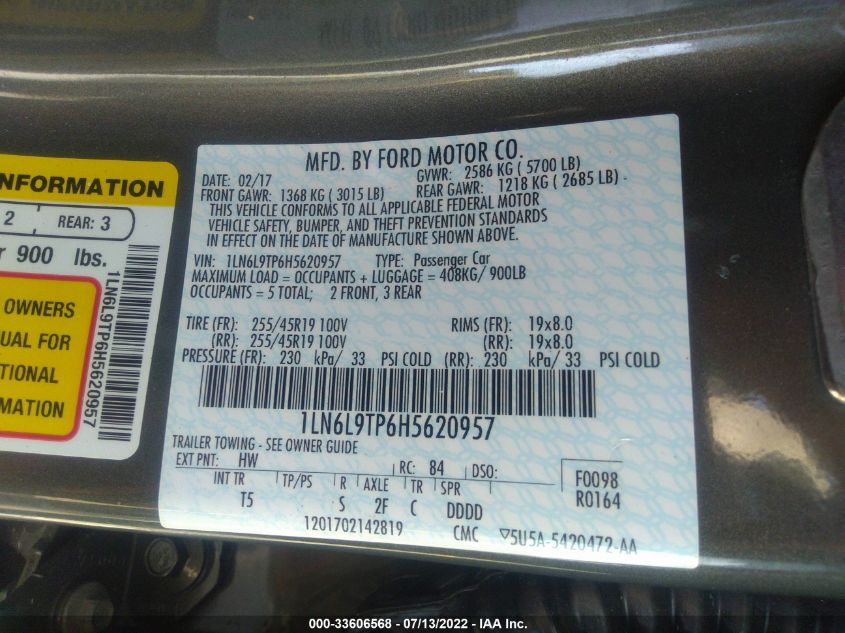 NFORMATION
2 REAR: 3
r 900 lbs.
OWNERS
UAL FOR
TIONAL
MATION
1LN6L9TP6H5620957
MFD. BY FORD MOTOR CO.
DATE: 02/17 GVWR: 2586 KG ( 5700 LB)
FRONT GAWR: 1368 KG ( 3015 LB) REAR GAWR: 1218 KG ( 2685 LB)
THIS VEHICLE CONFORMS TO ALL APPLICABLE FEDERAL MOTOR
VEHICLE SAFETY, BUMPER, AND THEFT PREVENTION STANDARDS
IN EFFECT ON THE DATE OF MANUFACTURE SHOWN ABOVE.
VIN: 1LN6L9TP6H5620957 TYPE: Passenger Car
MAXIMUM LOAD = OCCUPANTS + LUGGAGE = 408KG/ 900LB
OCCUPANTS = 5 TOTAL; 2 FRONT, 3 REAR
TIRE (FR): 255/45R19 100V RIMS (FR): 19x8.0
(RR): 255/45R19 100V (RR): 19x8.0
PRESSURE (FR): 230 kPa/ 33 PSI COLD (RR): 230 kPa/ 33 PSI COLD
1LN6L9TP6H5620957
TRAILER TOWING - SEE OWNER GUIDE
EXT PNT: HW RC: 84 DSO: F0098
INT TR TP/PS R AXLE TR SPR R0164
T5 S 2F C DDDD
1201702142819 CMC ▽5U5A-5420472-AA
000-33606568 - 07/13/2022 - IAA Inc.